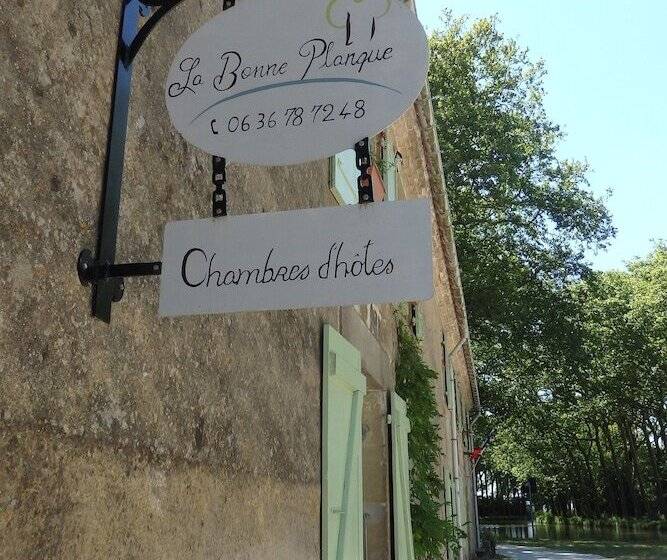 La Bonne Planque
06 36 78 72 48
Chambres d'hôtes